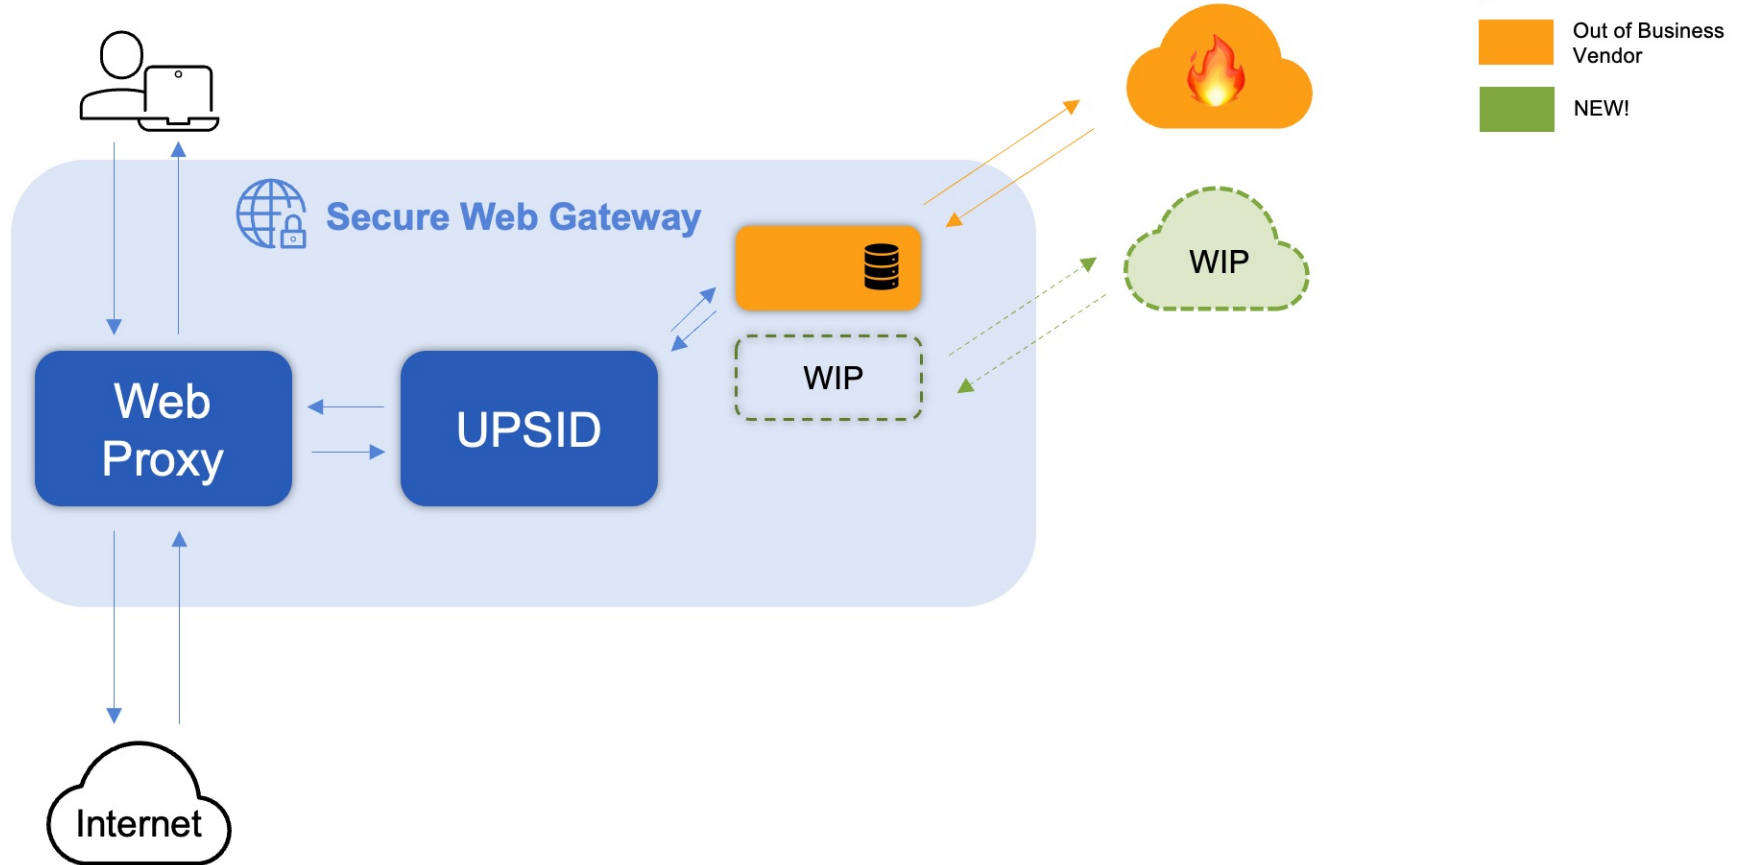 Out of Business
Vendor
NEW!
Secure Web Gateway
WIP
WIP
Web
Proxy
UPSID
Internet